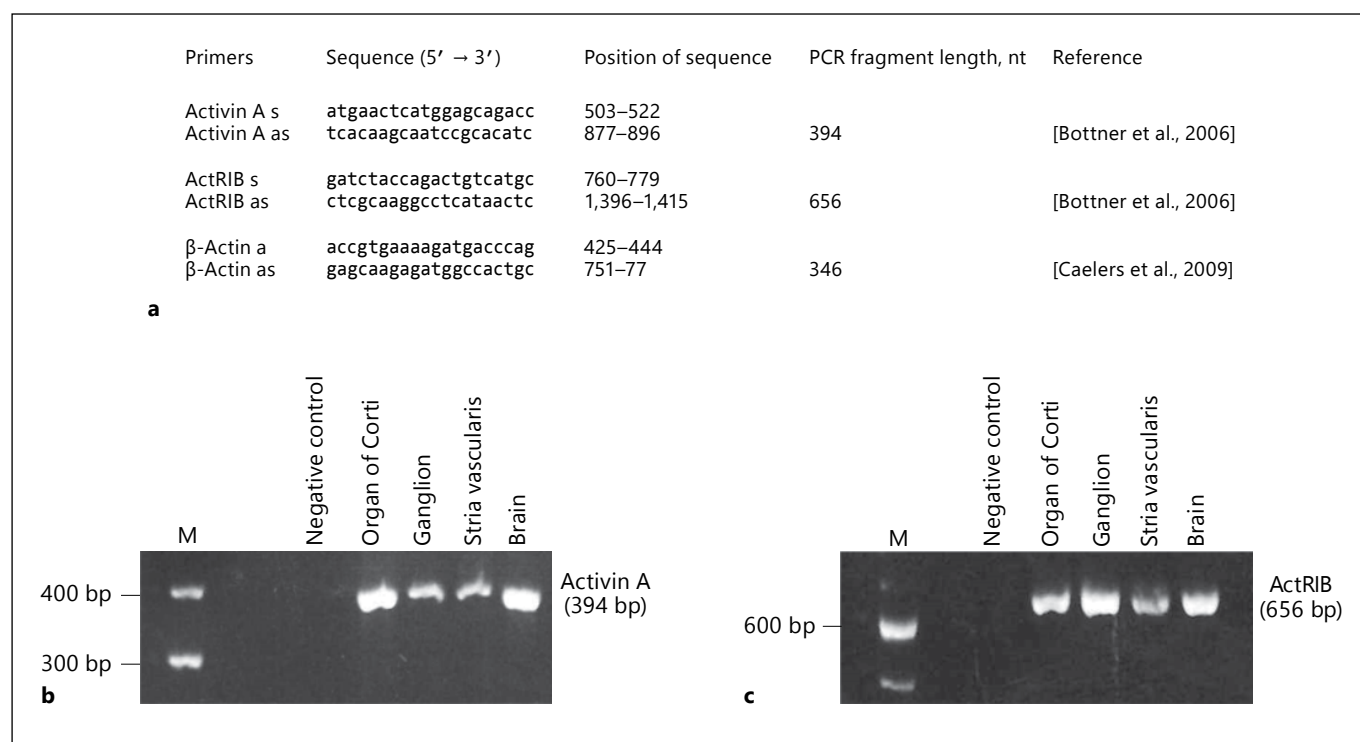 Primers Sequence (5′ → 3′) Position of sequence PCR fragment length, nt Reference
Activin A s atgaactcatggagcagacc 503–522
Activin A as tcacaagcaatccgcacatc 877–896 394 [Bottner et al., 2006]
ActRIB s gatctaccagactgtcatgc 760–779
ActRIB as ctcgcaaggcctcataactc 1,396–1,415 656 [Bottner et al., 2006]
β-Actin a accgtgaaaagatgacccag 425–444
β-Actin as gagcaagagatggccactgc 751–77 346 [Caelers et al., 2009]
a
M
Negative control
Organ of Corti
Ganglion
Stria vascularis
Brain
400 bp
Activin A
(394 bp)
300 bp
b
M
Negative control
Organ of Corti
Ganglion
Stria vascularis
Brain
ActRIB
(656 bp)
600 bp
c